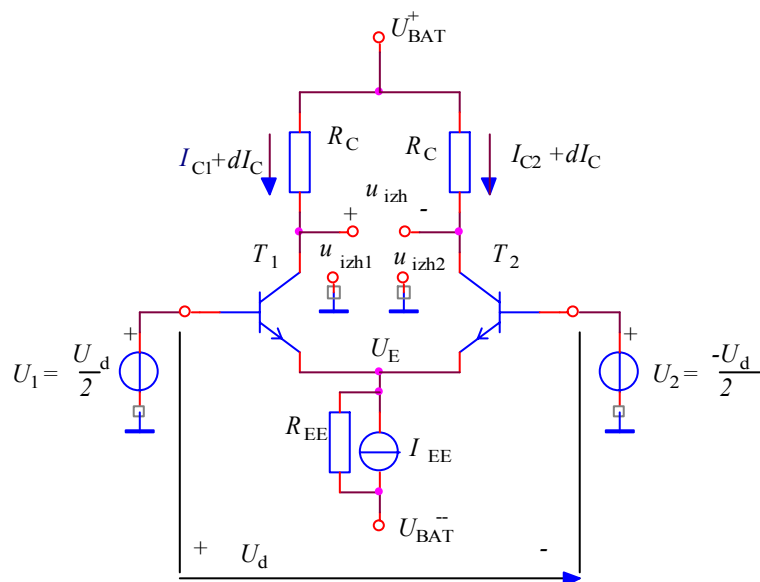 U+BAT
RC
RC
IC1+dIC
IC2 +dIC
uizh
+ -
uizh1
uizh2
T1
T2
+
+
UE
U1 = Ud/2
U2 = -Ud/2
REE
IEE
UBAT--
+ Ud -